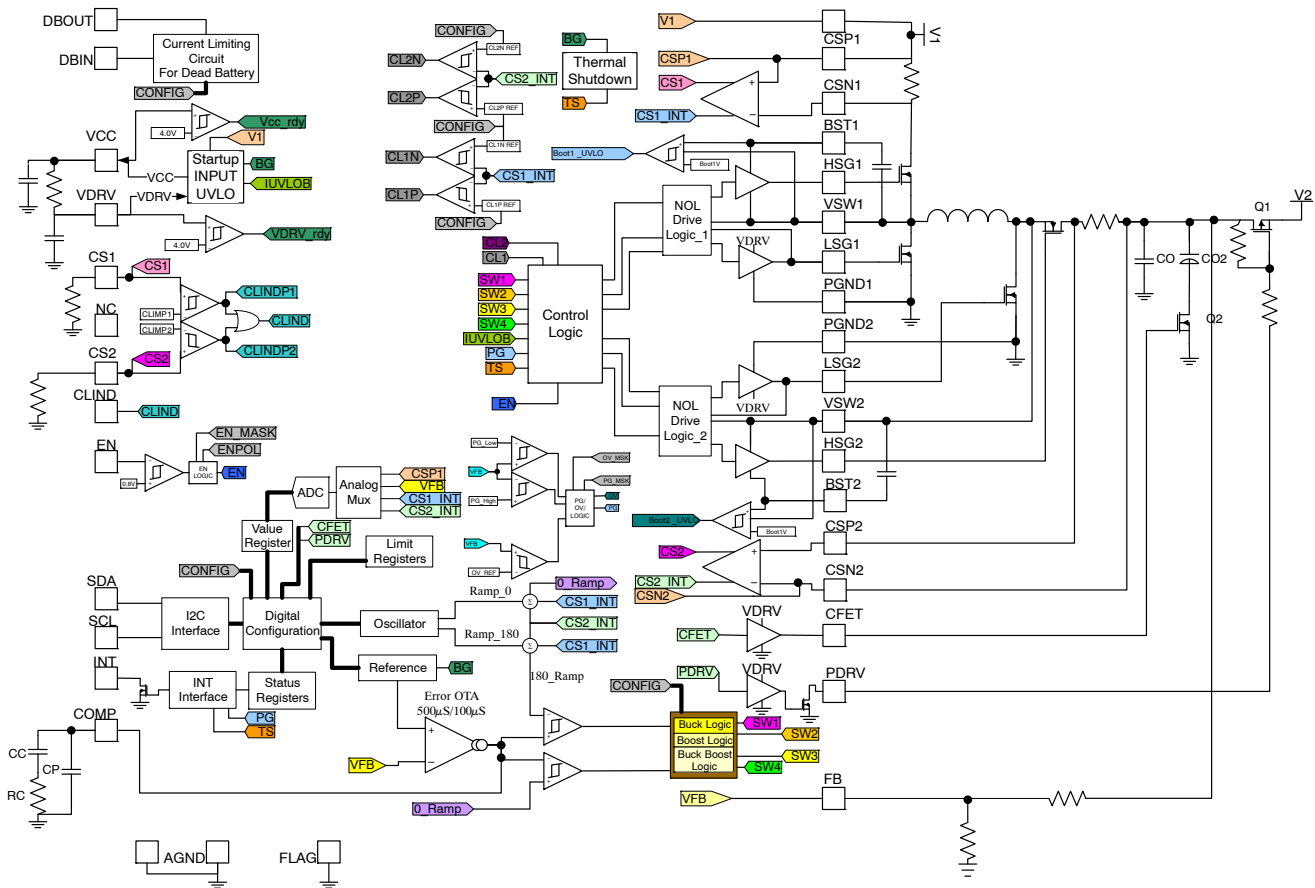 DBOUT
DBIN
Current Limiting
Circuit
For Dead Battery
CONFIG
VCC
4.0V
Vcc_rdy
V1
Startup
INPUT
UVLO
VCC
BG
IUVLOB
VDRV
VDRV
4.0V
VDRV_rdy
CS1
CS1
NC
CLIMP1
CLIMP2
CLINDP1
CLIND
CLINDP2
CS2
CS2
CLIND
CLIND
EN
0.8V
EN_MASK
ENPOL
EN
LOGIC
EN
CONFIG
CL2N REF
CL2N
CS2_INT
CL2P
CL2P REF
CONFIG
CL1N REF
CL1N
CS1_INT
CL1P
CL1P REF
CONFIG
BG
Thermal
Shutdown
TS
V1
CSP1
CS1
CS1_INT
Boot1_UVLO
Boot1V
V1
CSP1
CSN1
BST1
HSG1
VSW1
LSG1
PGND1
PGND2
LSG2
VSW2
HSG2
BST2
CSP2
CSN2
CFET
PDRV
FB
CL2
CL1
SW1
SW2
SW3
SW4
IUVLOB
PG
TS
EN
Control
Logic
NOL
Drive
Logic_1
VDRV
NOL
Drive
Logic_2
VDRV
CO
CO2
Q1
V2
Q2
ADC
Analog
Mux
CSP1
VFB
CS1_INT
CS2_INT
Value
Register
CFET
PDRV
Limit
Registers
CONFIG
PG_Low
VFB
PG_High
VFB
OV_REF
PG/
OV/
LOGIC
OV_MSK
PG_MSK
OV
PG
Boot2_UVLO
Boot1V
CS2
CS2_INT
CSN2
SDA
SCL
I2C
Interface
Digital
Configuration
Oscillator
Ramp_0
Ramp_180
0_Ramp
Σ
CS1_INT
CS2_INT
Σ
CS1_INT
180_Ramp
INT
INT
Interface
Status
Registers
PG
TS
Reference
BG
Error OTA
500μS/100μS
VFB
0_Ramp
COMP
CC
CP
RC
CONFIG
Buck Logic
Boost Logic
Buck Boost
Logic
SW1
SW2
SW3
SW4
CFET
VDRV
PDRV
VDRV
VFB
AGND
FLAG